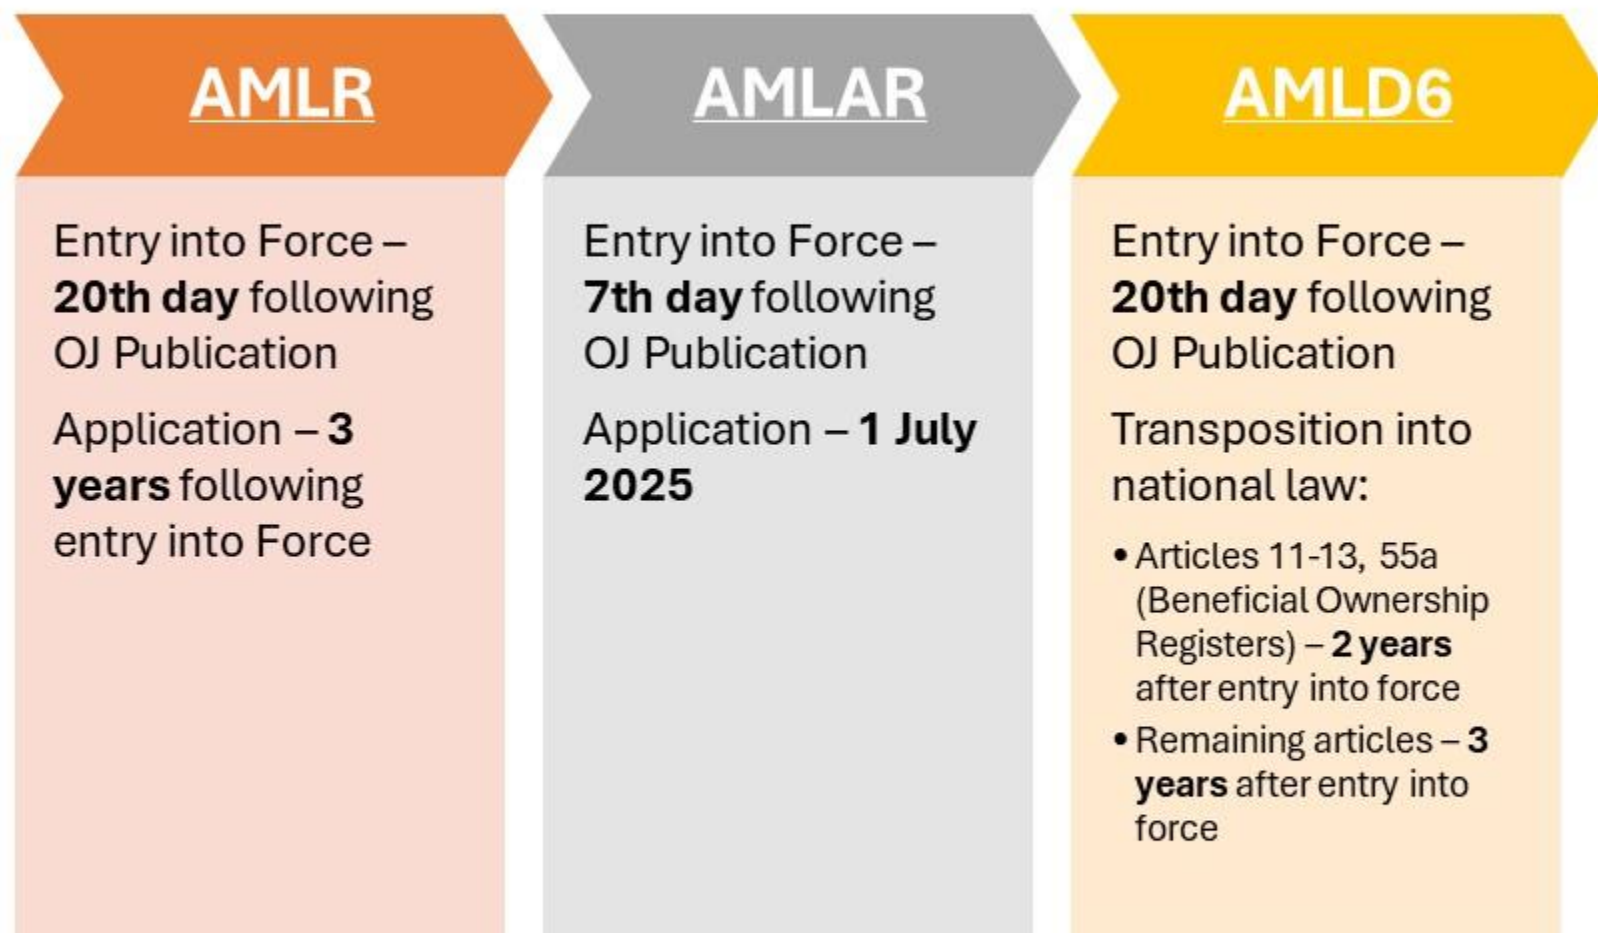 AMLR
Entry into Force –
20th day following
OJ Publication
Application – 3
years following
entry into Force
AMLAR
Entry into Force –
7th day following
OJ Publication
Application – 1 July
2025
AMLD6
Entry into Force –
20th day following
OJ Publication
Transposition into
national law:
• Articles 11-13, 55a
(Beneficial Ownership
Registers) – 2 years
after entry into force
• Remaining articles – 3
years after entry into
force